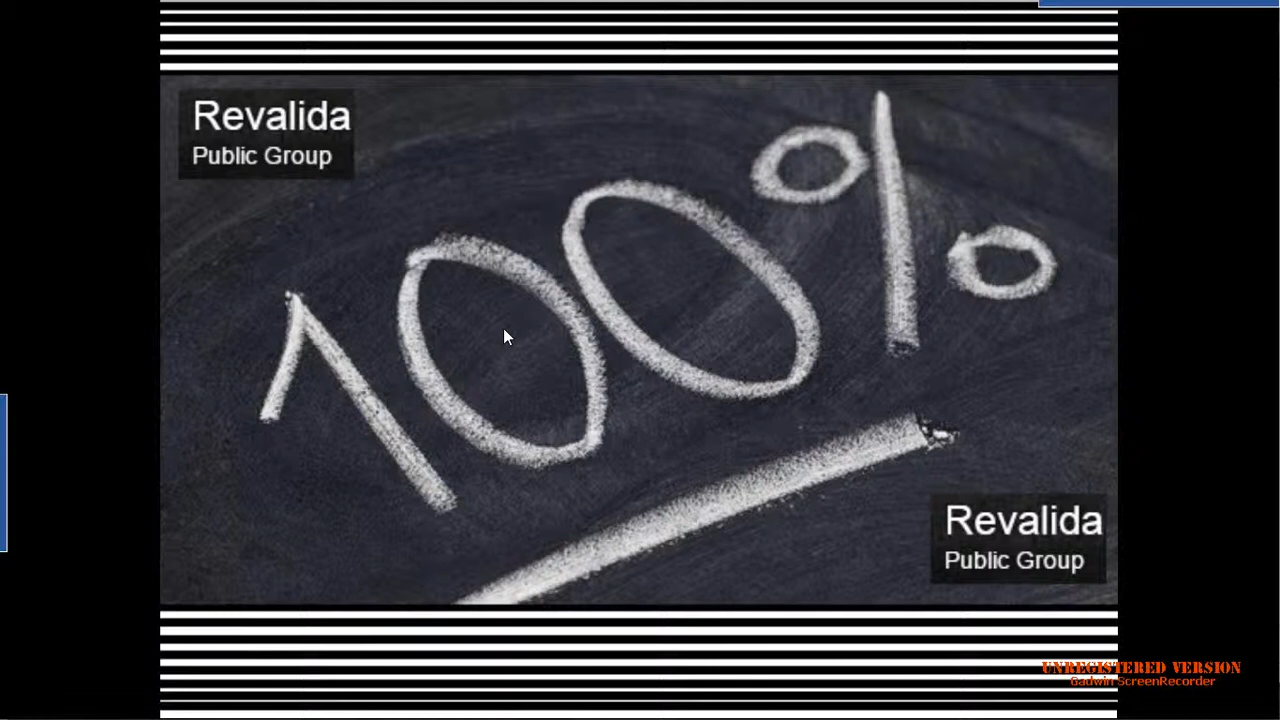 Revalida
Public Group
100%
Revalida
Public Group
UNREGISTERED VERSION
Gadwin ScreenRecorder